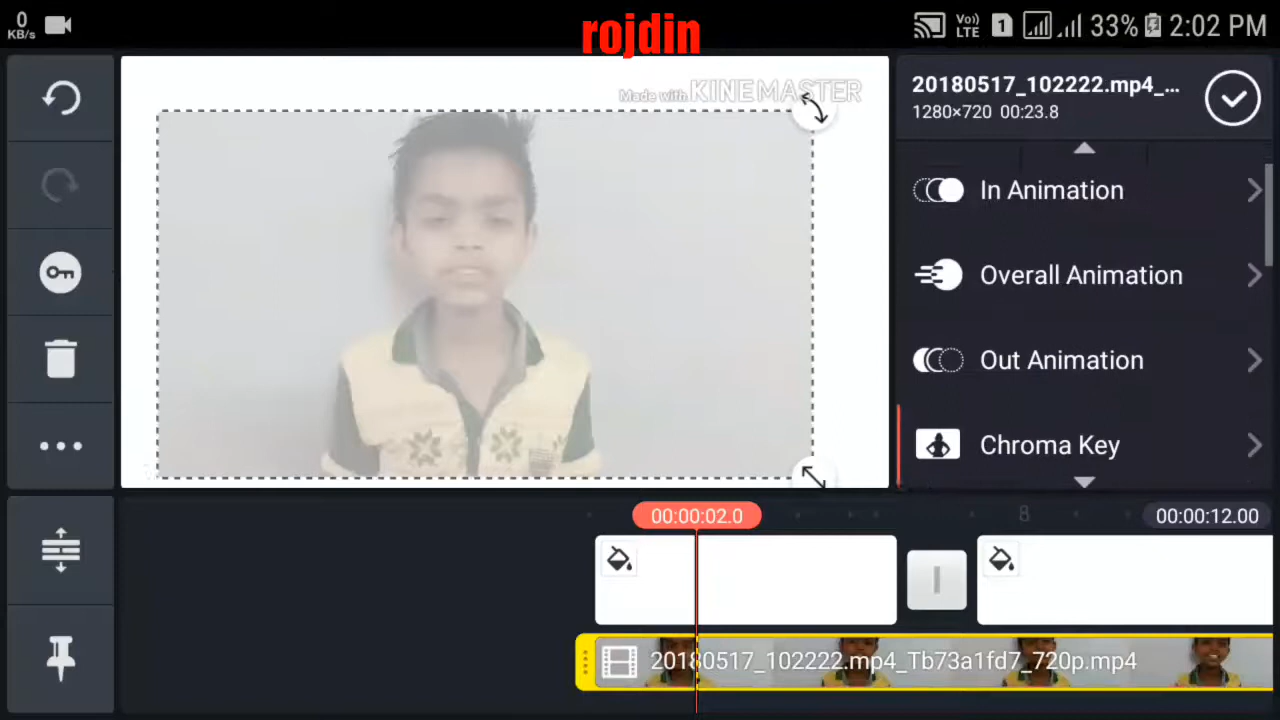 0
KB/s
rojdin
Vo)
LTE
1
33%
2:02 PM
Made with KINEMASTER
20180517_102222.mp4_...
1280×720 00:23.8
In Animation
Overall Animation
Out Animation
Chroma Key
00:00:02.0
8
00:00:12.00
20180517_102222.mp4_Tb73a1fd7_720p.mp4